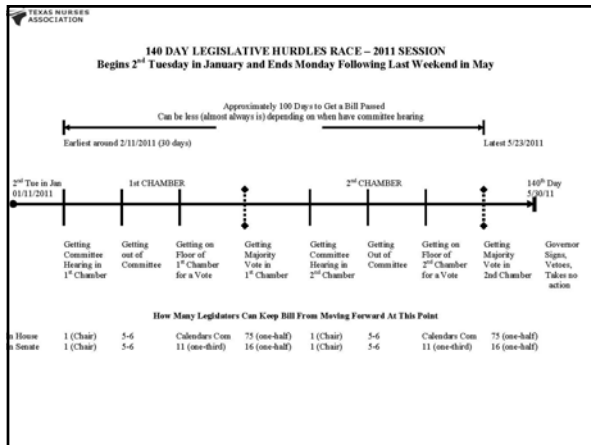 TEXAS NURSES
ASSOCIATION
140 DAY LEGISLATIVE HURDLES RACE – 2011 SESSION
Begins 2nd Tuesday in January and Ends Monday Following Last Weekend in May
Approximately 100 Days to Get a Bill Passed
Can be less (almost always is) depending on when have committee hearing
Earliest around 2/11/2011 (30 days) Latest 5/23/2011
2nd Tue in Jan 1st CHAMBER 2nd CHAMBER 140th Day
01/11/2011 5/30/11
Getting Getting Getting on Getting Getting Getting Getting on Getting Governor
Committee out of Floor of Majority Committee Out of Floor of Majority Signs,
Hearing in Committee 1st Chamber Vote in Hearing in Committee 2nd Chamber Vote in Vetoes,
1st Chamber for a Vote 1st Chamber 2nd Chamber for a Vote 2nd Chamber Takes no
action
How Many Legislators Can Keep Bill From Moving Forward At This Point
n House 1 (Chair) 5-6 Calendars Com 75 (one-half) 1 (Chair) 5-6 Calendars Com 75 (one-half)
n Senate 1 (Chair) 5-6 11 (one-third) 16 (one-half) 1 (Chair) 5-6 11 (one-third) 16 (one-half)